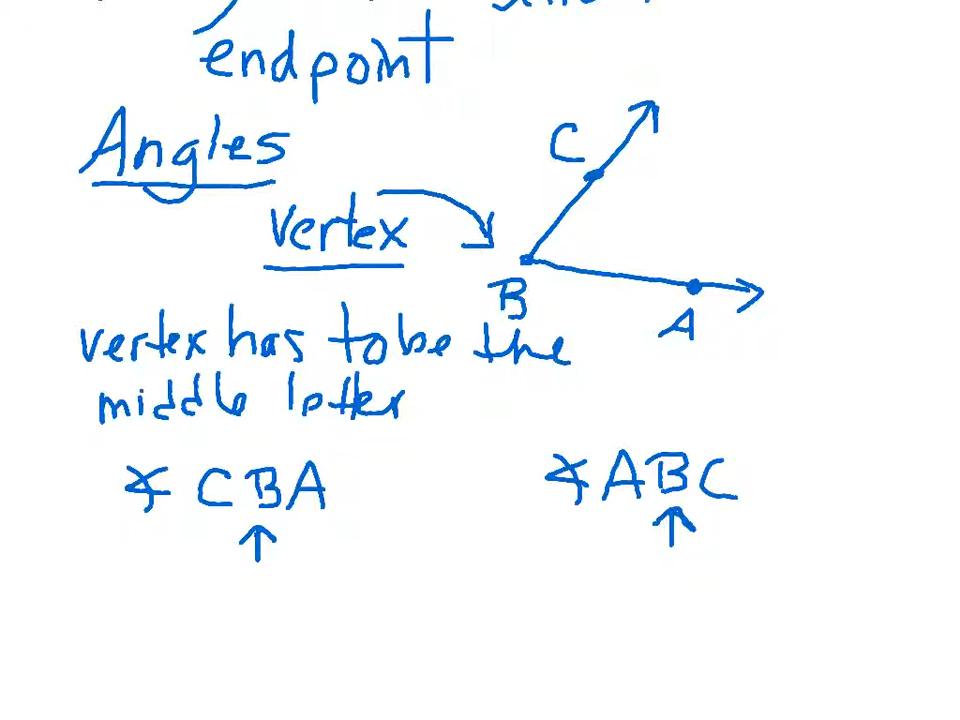 endpoint
Angles
C
vertex
B
A
vertex has to be the
middle letter
∡ CBA
∡ ABC